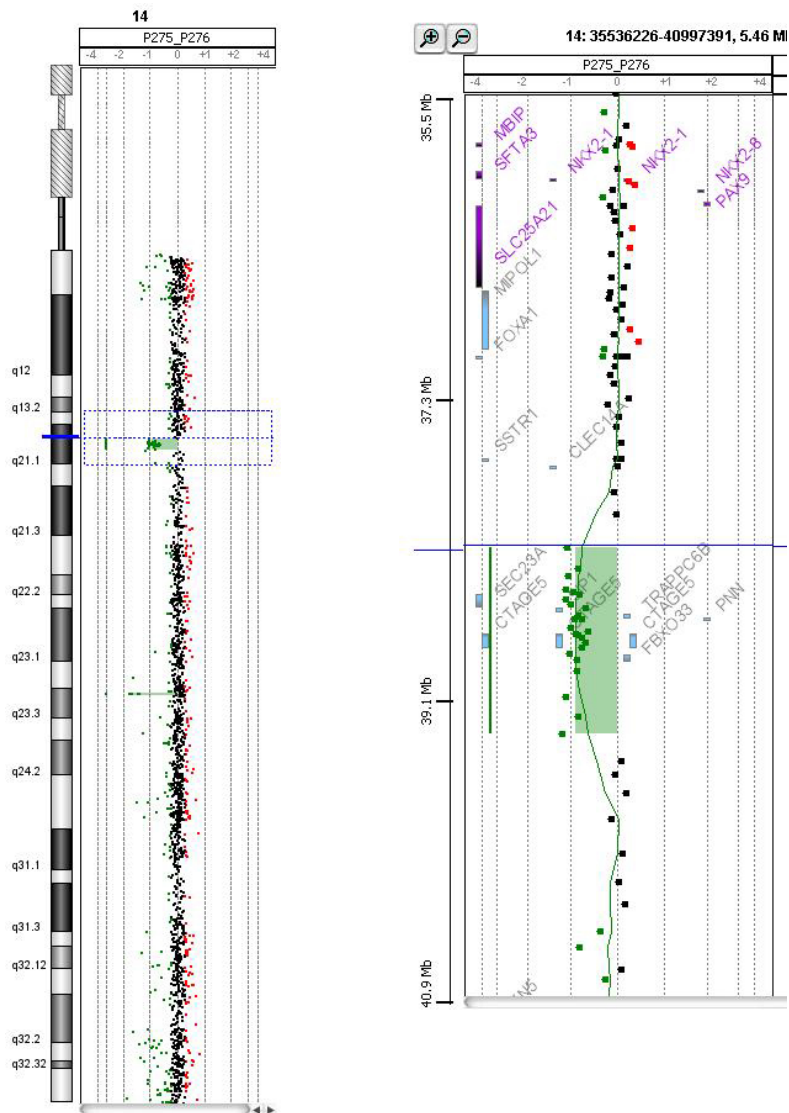 14
P275_P276
-4 -2 -1 0 +1 +2 +4
q12
q13.2
q21.1
q21.3
q22.2
q23.1
q23.3
q24.2
q31.1
q31.3
q32.12
q32.2
q32.32
14: 35536226-40997391, 5.46 M
P275_P276
-4 -2 -1 0 +1 +2 +4
35.5 Mb
MBIP
SFTA3
NKX2-1
NKX2-1
NKX2-8
PAX9
SLC25A21
MIPOL1
FOXA1
37.3 Mb
SSTR1
CLEC14A
SEC23A
CTAGE5
TRAPPC6B
CTAGE5
FBXO33
PNN
39.1 Mb
40.9 Mb